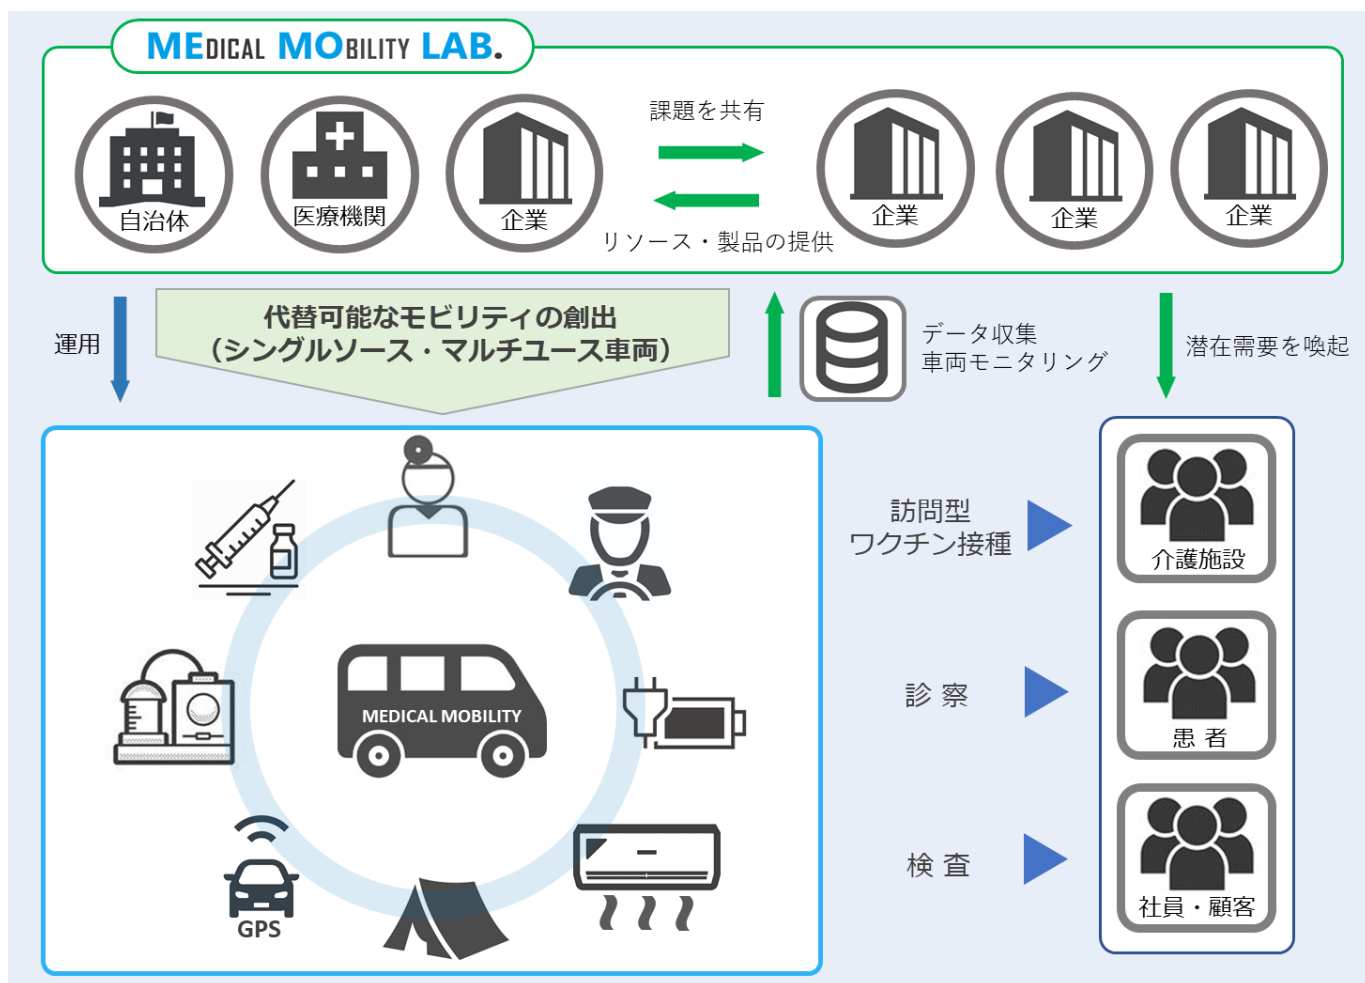 MEDICAL MOBILITY LAB.
自治体
医療機関
企業
課題を共有
リソース・製品の提供
企業
企業
企業
運用
代替可能なモビリティの創出
（シングルソース・マルチユース車両）
データ収集
車両モニタリング
潜在需要を喚起
MEDICAL MOBILITY
GPS
訪問型
ワクチン接種
介護施設
診 察
患 者
検 査
社員・顧客